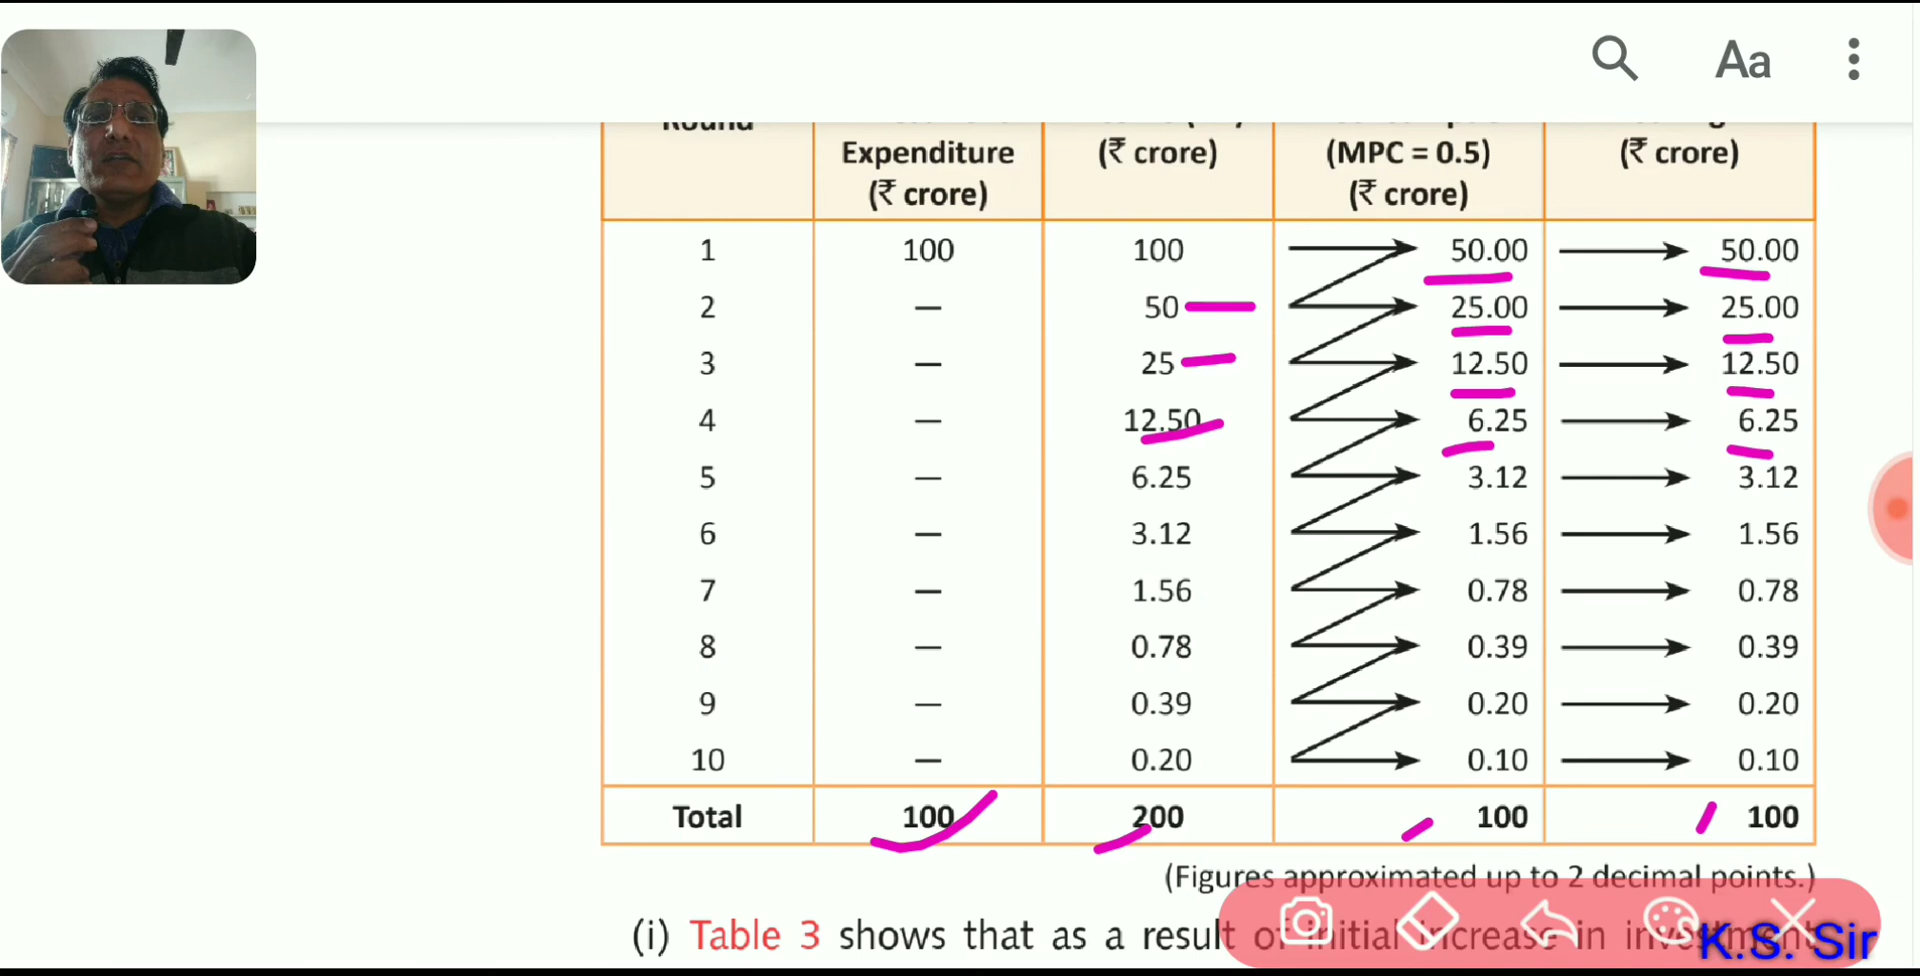 Aa
Round
Expenditure (₹ crore) (₹ crore) (MPC = 0.5) (₹ crore) (₹ crore)
1 100 100 50.00 50.00
2 — 50 25.00 25.00
3 — 25 12.50 12.50
4 — 12.50 6.25 6.25
5 — 6.25 3.12 3.12
6 — 3.12 1.56 1.56
7 — 1.56 0.78 0.78
8 — 0.78 0.39 0.39
9 — 0.39 0.20 0.20
10 — 0.20 0.10 0.10
Total 100 200 100 100
(Figures approximated up to 2 decimal points.)
(i) Table 3 shows that as a result of initial increase in investment
K.S. Sir